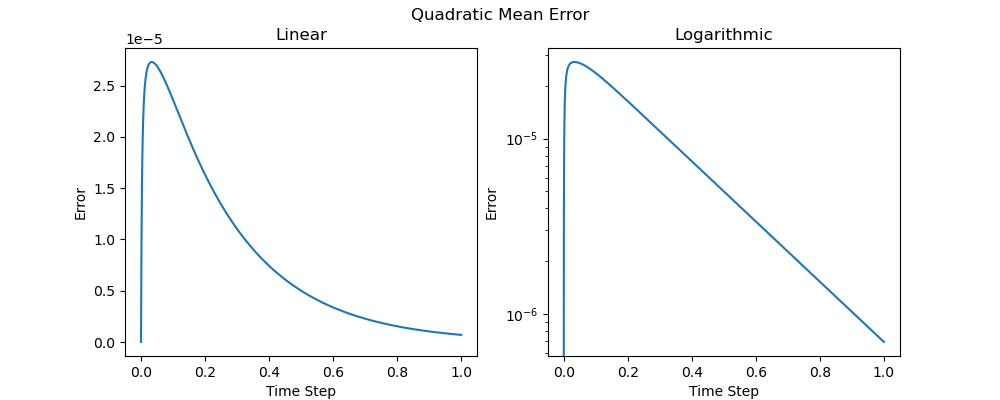 Quadratic Mean Error
Linear
1e−5
2.5
2.0
1.5
1.0
0.5
0.0
Error
0.0 0.2 0.4 0.6 0.8 1.0
Time Step
Logarithmic
10⁻⁵
10⁻⁶
Error
0.0 0.2 0.4 0.6 0.8 1.0
Time Step